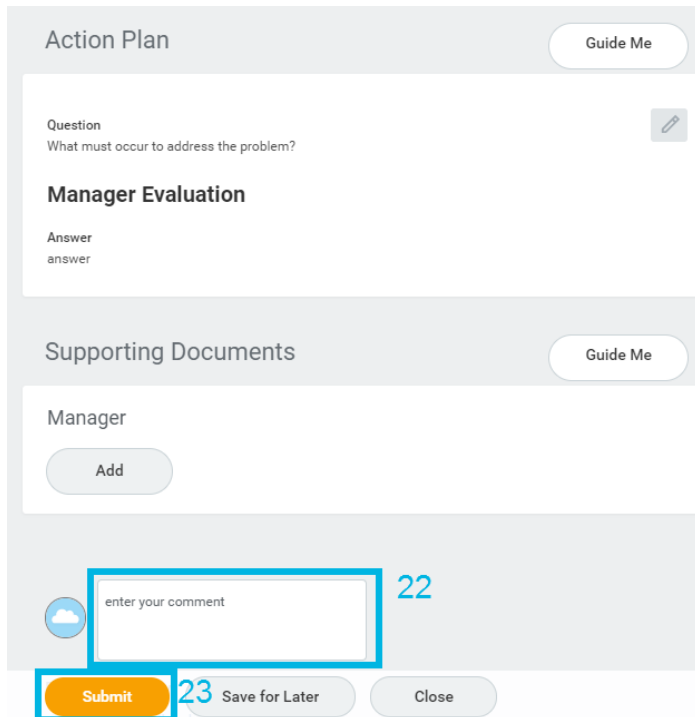 Action Plan
Guide Me
Question
What must occur to address the problem?
Manager Evaluation
Answer
answer
Supporting Documents
Guide Me
Manager
Add
enter your comment
22
Submit
23
Save for Later
Close